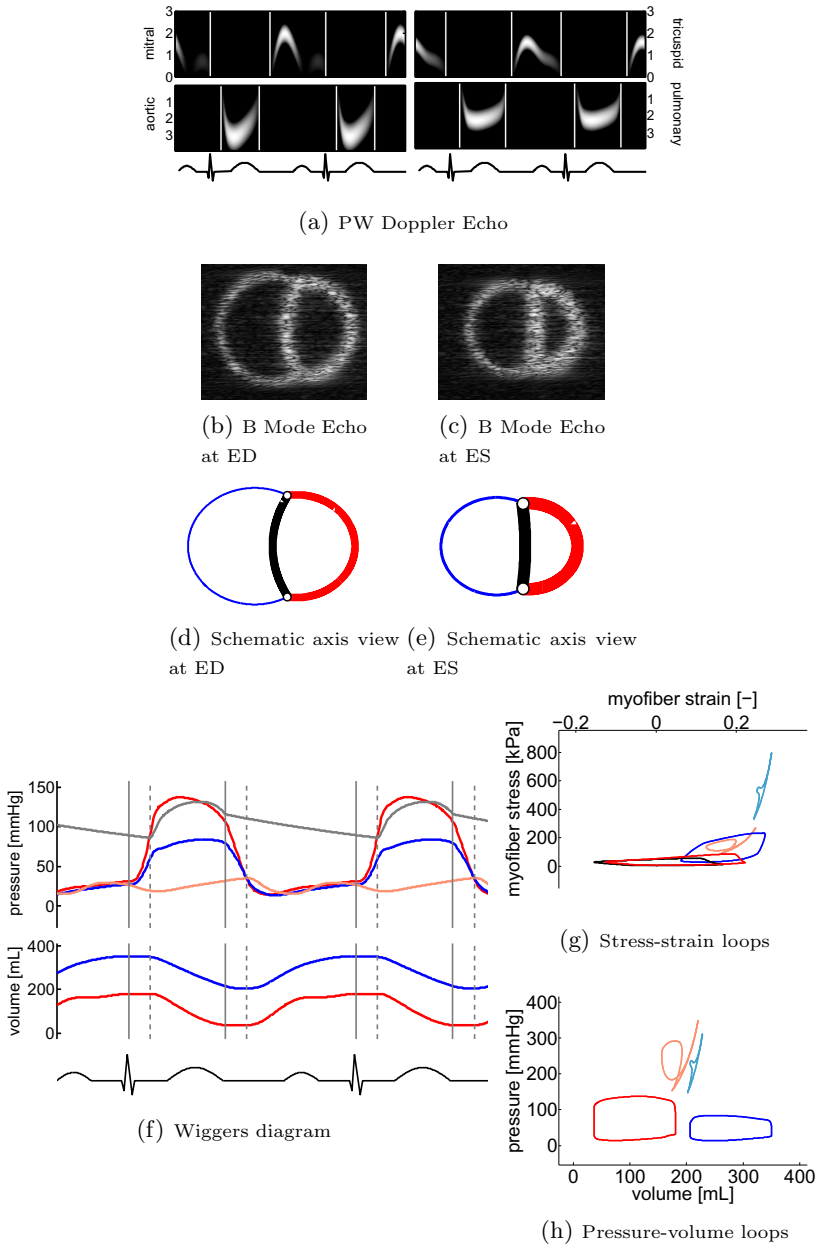 3
2
1
0
mitral
3
2
1
0
tricuspid
aortic
1
2
3
1
2
3
pulmonary
(a) PW Doppler Echo
(b) B Mode Echo
at ED
(c) B Mode Echo
at ES
(d) Schematic axis view
at ED
(e) Schematic axis view
at ES
pressure [mmHg]
150
100
50
0
volume [mL]
400
200
0
(f) Wiggers diagram
myofiber strain [−]
−0.2 0 0.2
myofiber stress [kPa]
800
600
400
200
0
(g) Stress-strain loops
pressure [mmHg]
400
300
200
100
0
0 100 200 300 400
volume [mL]
(h) Pressure-volume loops